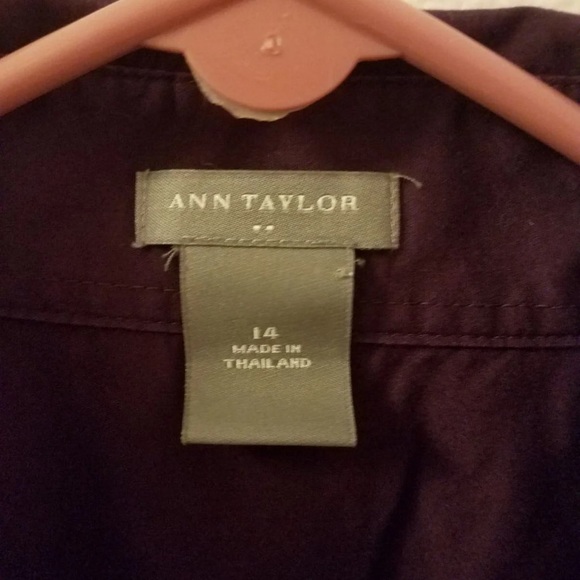 ANN TAYLOR
14
MADE IN
THAILAND